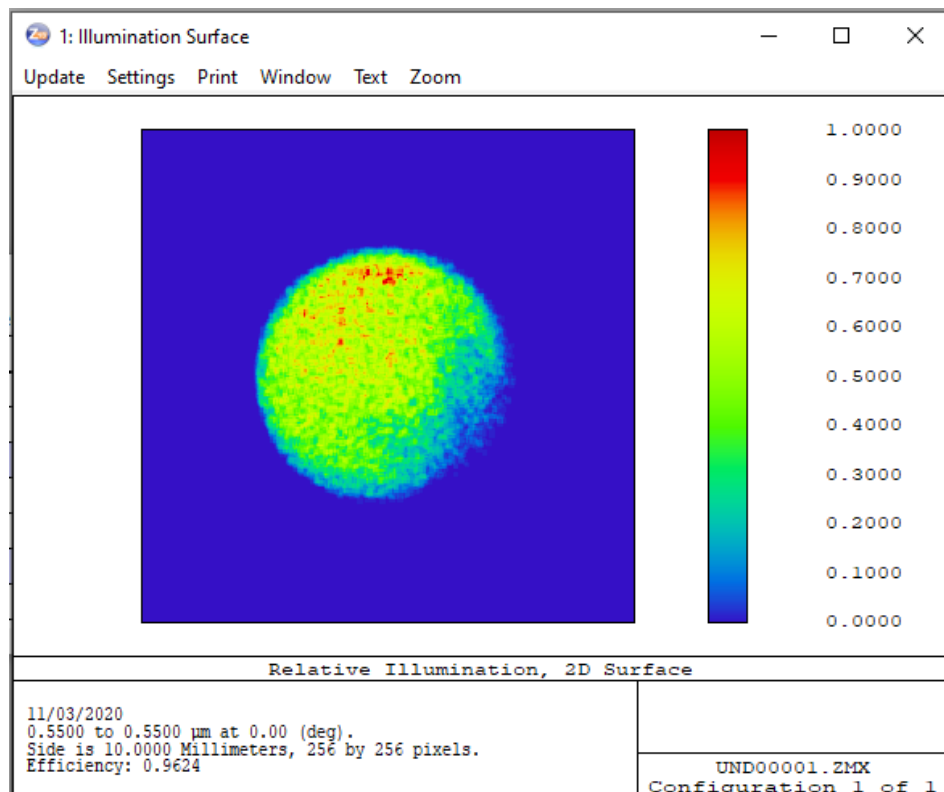 1: Illumination Surface
Update Settings Print Window Text Zoom
1.0000
0.9000
0.8000
0.7000
0.6000
0.5000
0.4000
0.3000
0.2000
0.1000
0.0000
Relative Illumination, 2D Surface
11/03/2020
0.5500 to 0.5500 µm at 0.00 (deg).
Side is 10.0000 Millimeters, 256 by 256 pixels.
Efficiency: 0.9624
UND00001.ZMX
Configuration 1 of 1